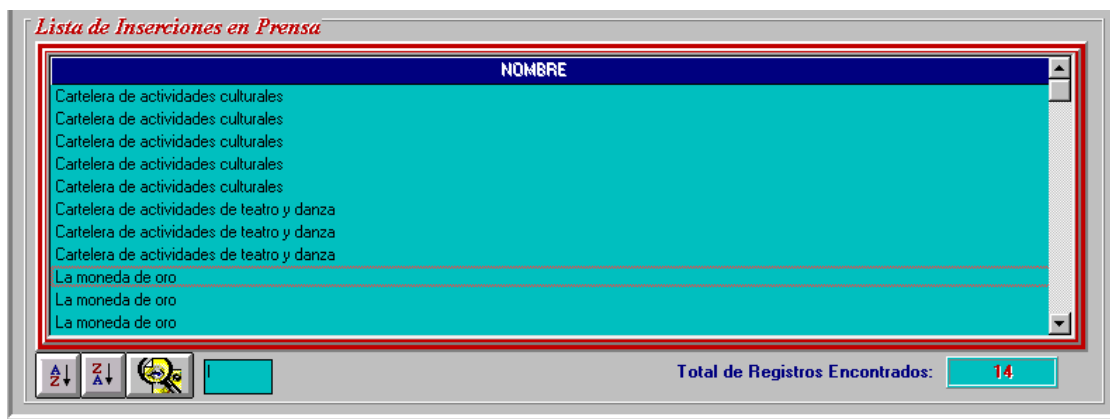 Lista de Inserciones en Prensa
NOMBRE
Cartelera de actividades culturales
Cartelera de actividades culturales
Cartelera de actividades culturales
Cartelera de actividades culturales
Cartelera de actividades culturales
Cartelera de actividades de teatro y danza
Cartelera de actividades de teatro y danza
Cartelera de actividades de teatro y danza
La moneda de oro
La moneda de oro
La moneda de oro
A Z Z A Total de Registros Encontrados: 14